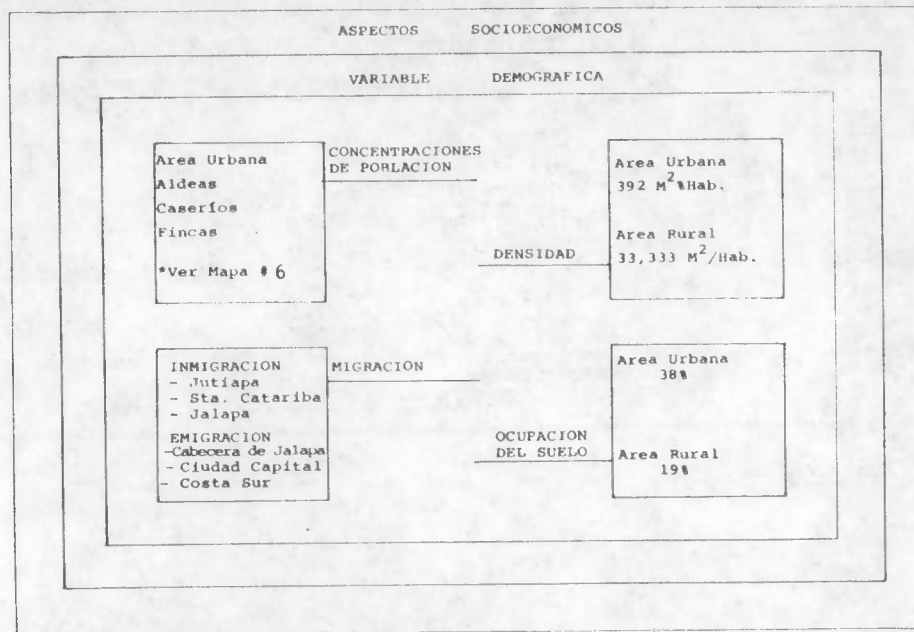 ASPECTOS SOCIOECONOMICOS
VARIABLE DEMOGRAFICA
Area Urbana
Aldeas
Caseríos
Fincas
*Ver Mapa # 6
CONCENTRACIONES
DE POBLACION
DENSIDAD
Area Urbana
392 M²%Hab.
Area Rural
33,333 M²/Hab.
INMIGRACION
- Jutiapa
- Sta. Catariba
- Jalapa
EMIGRACION
-Cabecera de Jalapa
- Ciudad Capital
- Costa Sur
MIGRACION
OCUPACION
DEL SUELO
Area Urbana
38%
Area Rural
19%